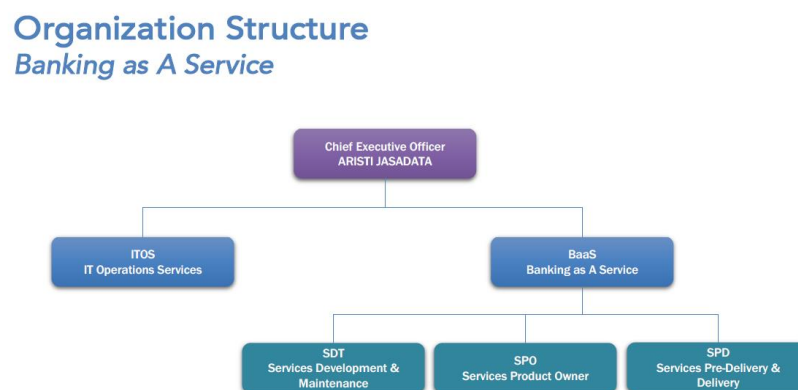 Organization Structure
Banking as A Service
Chief Executive Officer
ARISTI JASADATA
ITOS
IT Operations Services
BaaS
Banking as A Service
SDT
Services Development &
Maintenance
SPO
Services Product Owner
SPD
Services Pre-Delivery &
Delivery